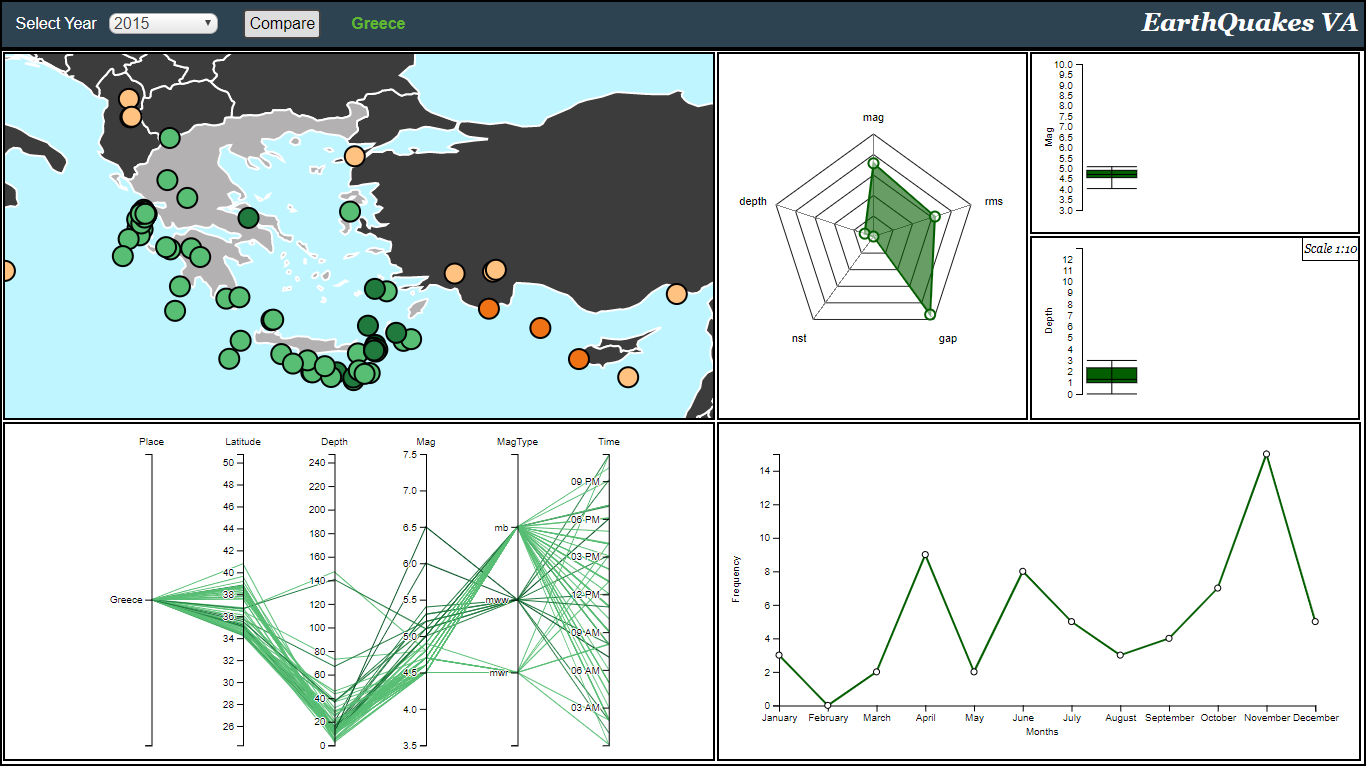 Select Year 2015 Compare Greece EarthQuakes VA
mag
rms
gap
nst
depth
Mag
10.0
9.5
9.0
8.5
8.0
7.5
7.0
6.5
6.0
5.5
5.0
4.5
4.0
3.5
3.0
Scale 1:10
Depth
12
11
10
9
8
7
6
5
4
3
2
1
0
Place Latitude Depth Mag MagType Time
Greece
50
48
46
44
42
40
38
36
34
32
30
28
26
240
220
200
180
160
140
120
100
80
60
40
20
0
7.5
7.0
6.5
6.0
5.5
5.0
4.5
4.0
3.5
mb
mww
mwr
09 PM
06 PM
03 PM
12 PM
09 AM
06 AM
03 AM
Frequency
14
12
10
8
6
4
2
0
January February March April May June July August September October November December
Months